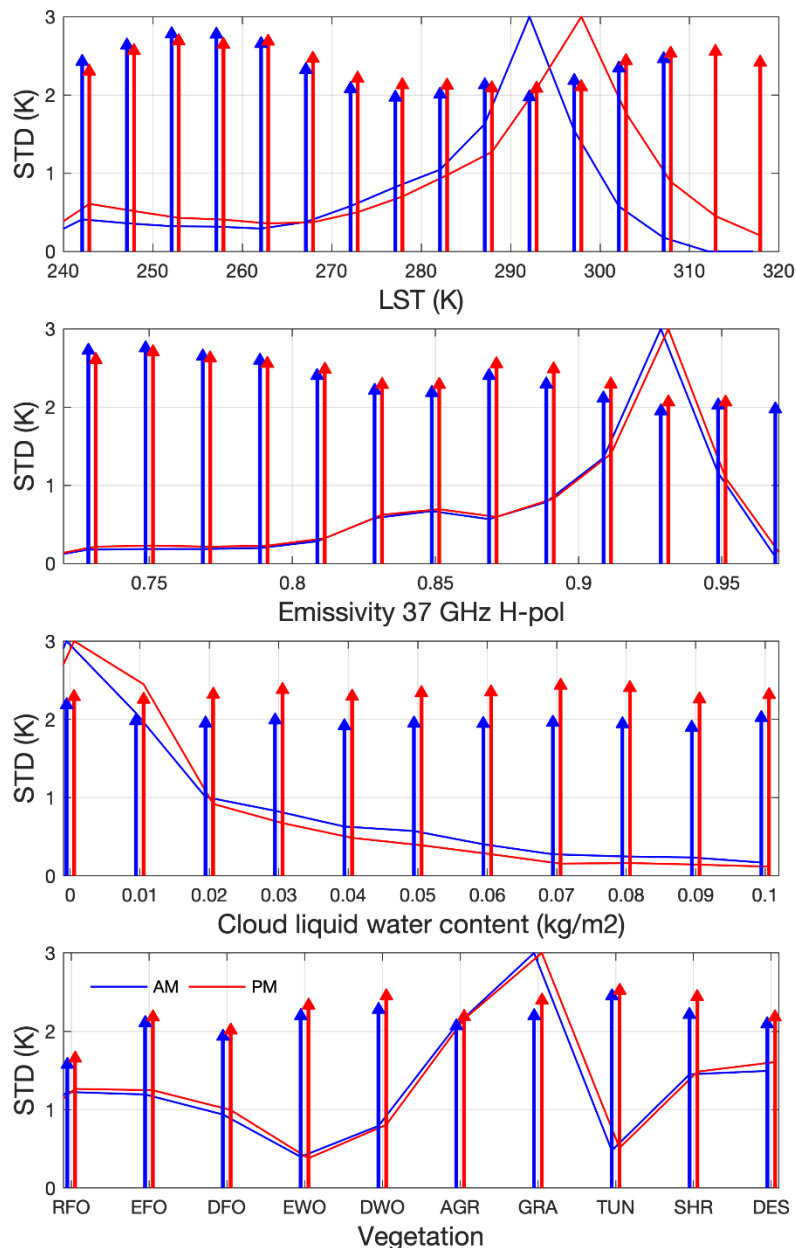 3
2
1
0
STD (K)
240 250 260 270 280 290 300 310 320
LST (K)
3
2
1
0
STD (K)
0.75 0.8 0.85 0.9 0.95
Emissivity 37 GHz H-pol
3
2
1
0
STD (K)
0 0.01 0.02 0.03 0.04 0.05 0.06 0.07 0.08 0.09 0.1
Cloud liquid water content (kg/m2)
3
2
1
0
STD (K)
AM PM
RFO EFO DFO EWO DWO AGR GRA TUN SHR DES
Vegetation